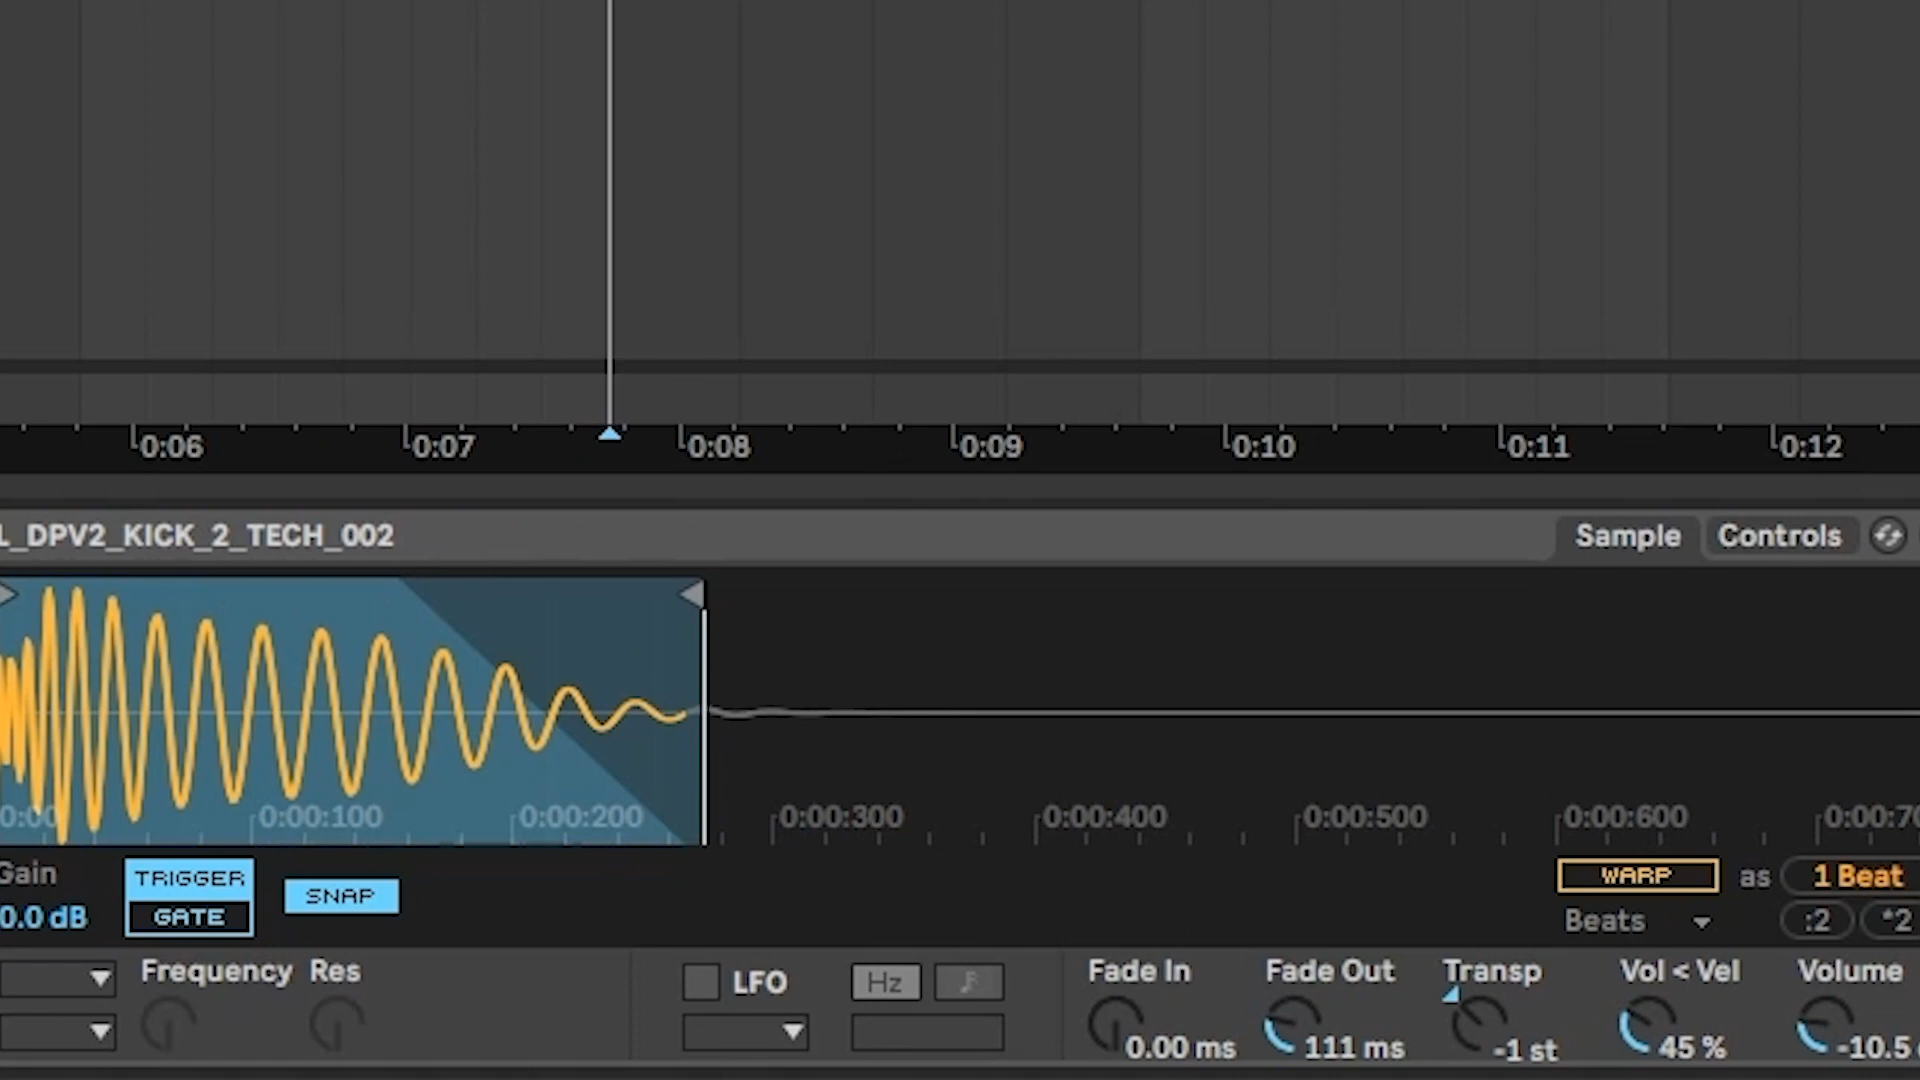 0:06 0:07 0:08 0:09 0:10 0:11 0:12
L_DPV2_KICK_2_TECH_002 Sample Controls
0:00 0:00:100 0:00:200 0:00:300 0:00:400 0:00:500 0:00:600 0:00:70
Gain TRIGGER SNAP WARP as 1 Beat
0.0 dB GATE Beats :2 *2
Frequency Res LFO Hz Fade In Fade Out Transp Vol < Vel Volume
0.00 ms 111 ms -1 st 45 % -10.5